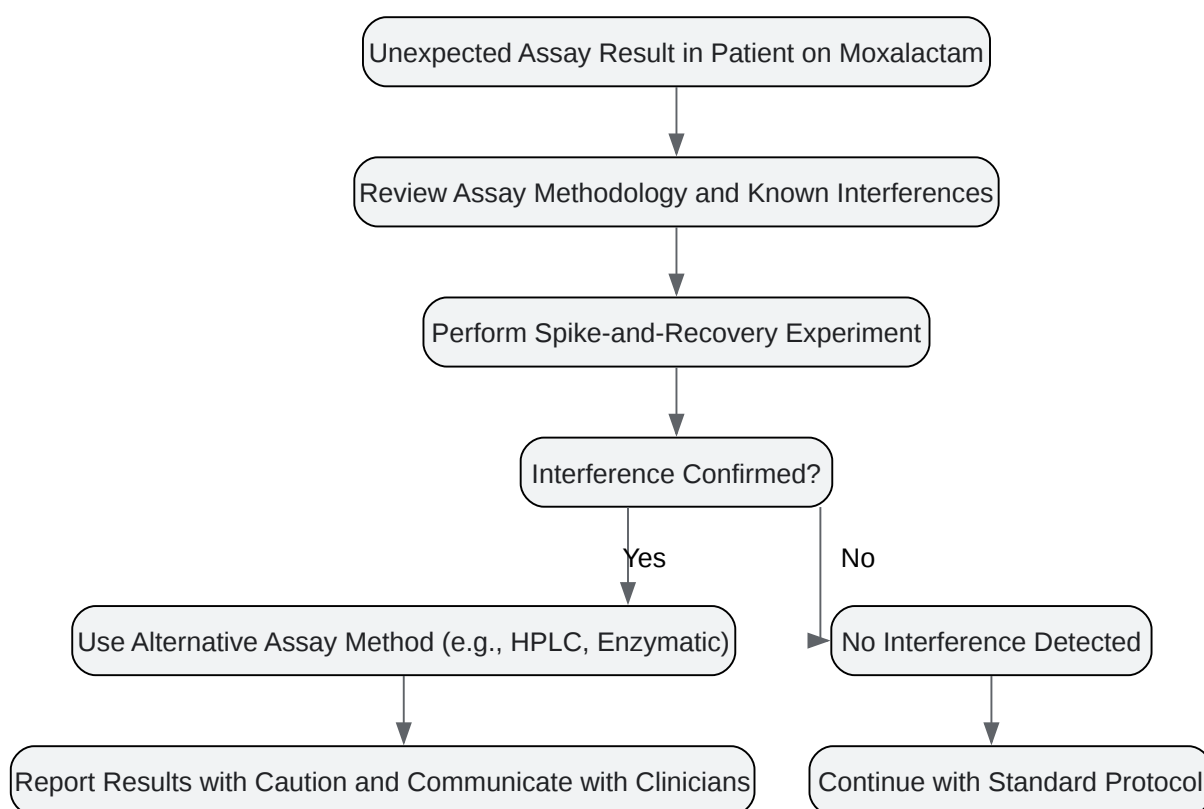 Unexpected Assay Result in Patient on Moxalactam
Review Assay Methodology and Known Interferences
Perform Spike-and-Recovery Experiment
Interference Confirmed?
Yes
No
Use Alternative Assay Method (e.g., HPLC, Enzymatic)
No Interference Detected
Report Results with Caution and Communicate with Clinicians
Continue with Standard Protocol